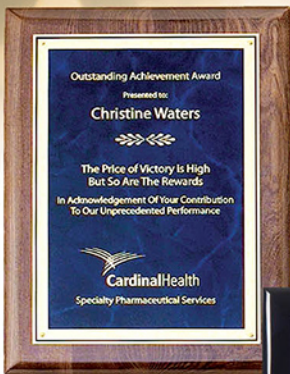 Outstanding Achievement Award
Presented to:
Christine Waters
The Price of Victory is High
But So Are The Rewards
In Acknowledgement Of Your Contribution
To Our Unprecedented Performance
CardinalHealth
Specialty Pharmaceutical Services